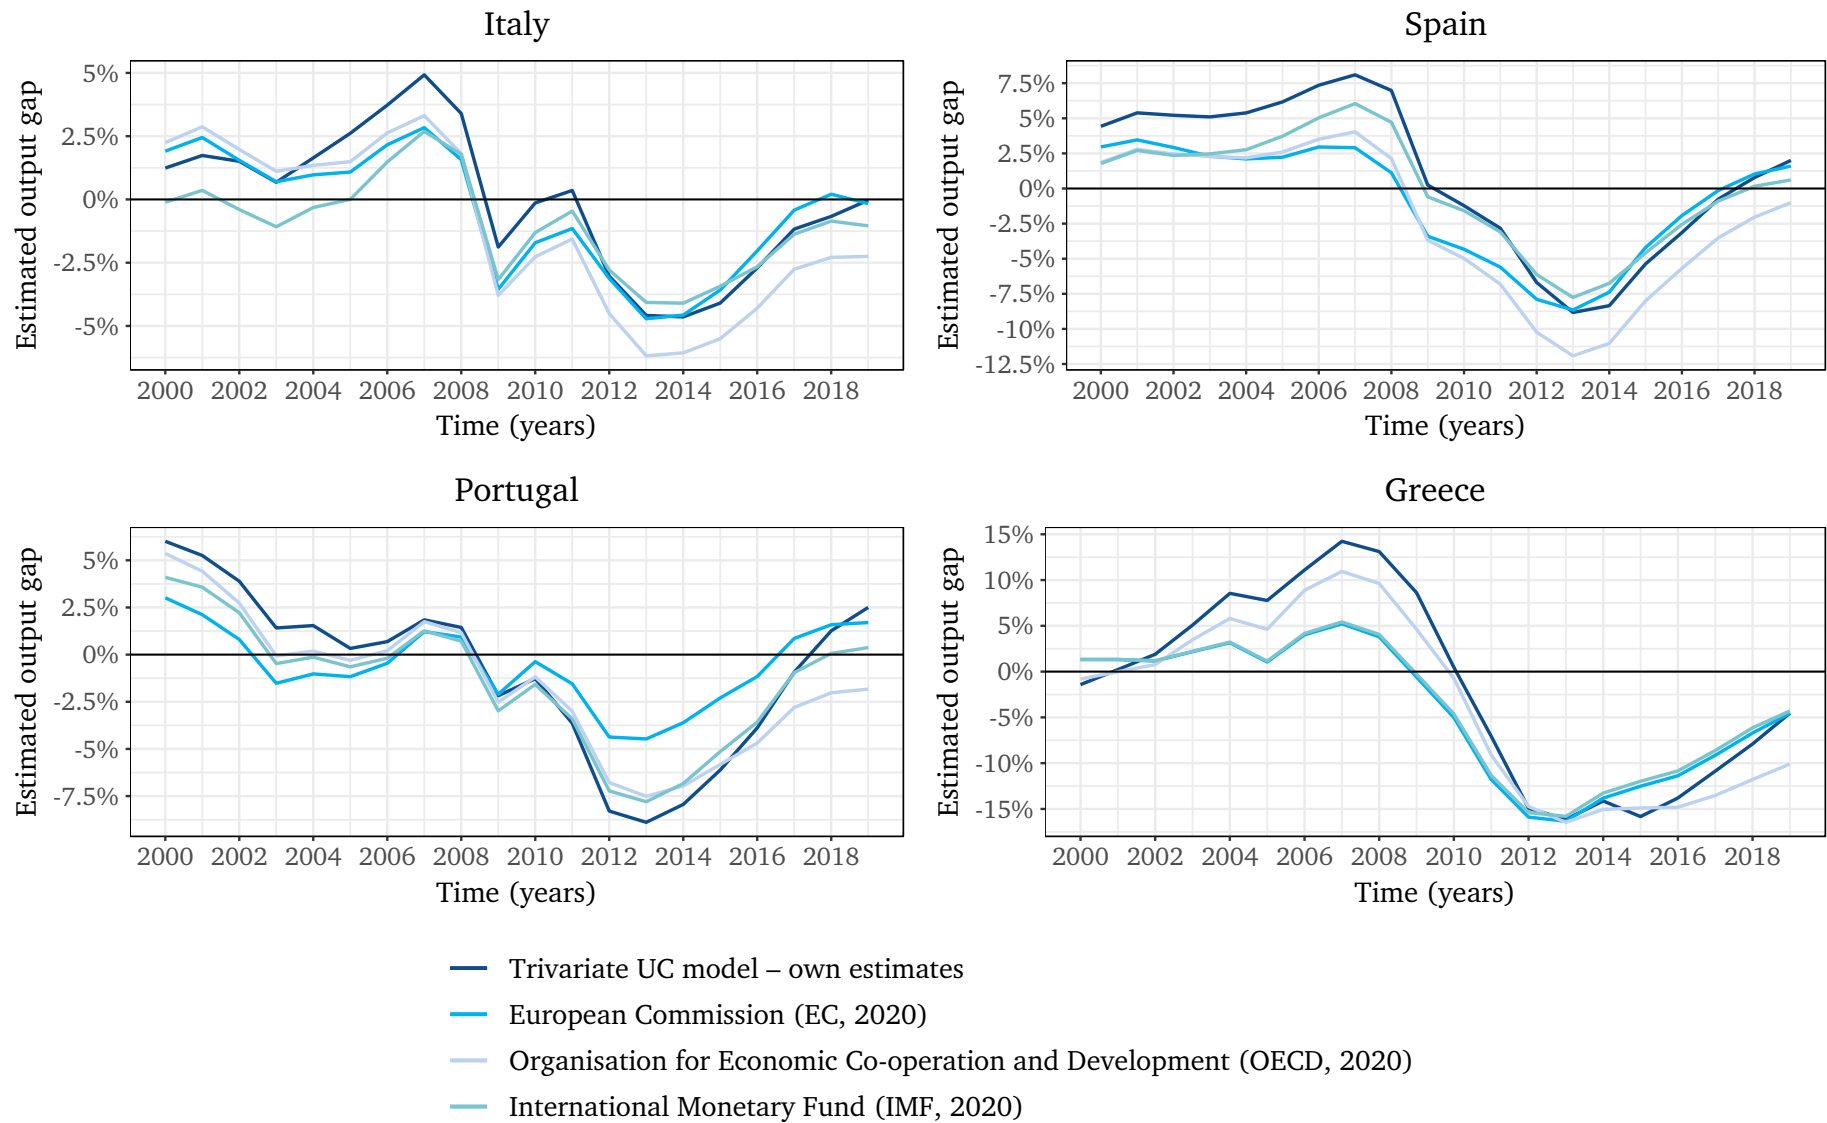 Italy
Estimated output gap
5%
2.5%
0%
-2.5%
-5%
2000 2002 2004 2006 2008 2010 2012 2014 2016 2018
Time (years)
Spain
Estimated output gap
7.5%
5%
2.5%
0%
-2.5%
-5%
-7.5%
-10%
-12.5%
2000 2002 2004 2006 2008 2010 2012 2014 2016 2018
Time (years)
Portugal
Estimated output gap
5%
2.5%
0%
-2.5%
-5%
-7.5%
2000 2002 2004 2006 2008 2010 2012 2014 2016 2018
Time (years)
Greece
Estimated output gap
15%
10%
5%
0%
-5%
-10%
-15%
2000 2002 2004 2006 2008 2010 2012 2014 2016 2018
Time (years)
Trivariate UC model – own estimates
European Commission (EC, 2020)
Organisation for Economic Co-operation and Development (OECD, 2020)
International Monetary Fund (IMF, 2020)